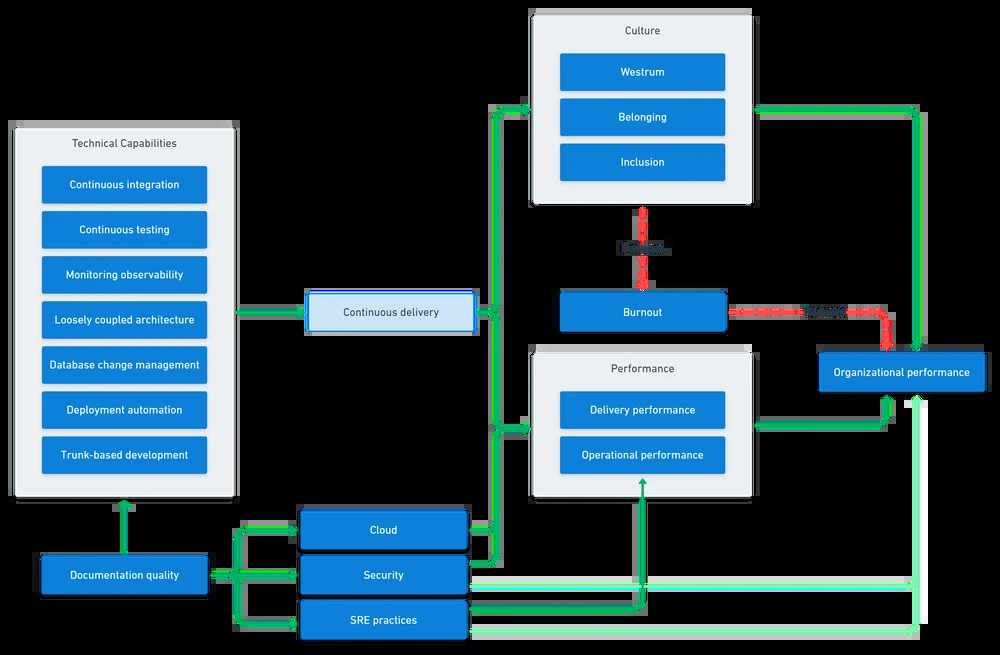 Culture
Westrum
Belonging
Inclusion
Technical Capabilities
Continuous integration
Continuous testing
Monitoring observability
Loosely coupled architecture
Database change management
Deployment automation
Trunk-based development
Continuous delivery
Burnout
Organizational performance
Performance
Delivery performance
Operational performance
Documentation quality
Cloud
Security
SRE practices